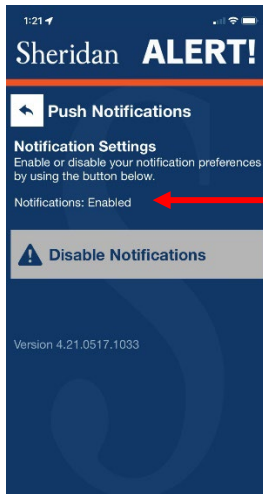 1:21
Sheridan ALERT!
Push Notifications
Notification Settings
Enable or disable your notification preferences
by using the button below.
Notifications: Enabled
Disable Notifications
Version 4.21.0517.1033